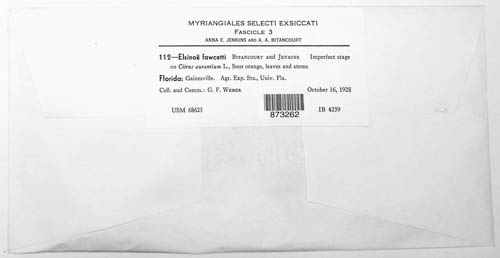 MYRIANGIALES SELECTI EXSICCATI
FASCICLE 3
ANNA E. JENKINS AND A. A. BITANCOURT
112—Elsinoë fawcetti BITANCOURT AND JENKINS Imperfect stage
on Citrus aurantium L., Sour orange, leaves and stems
Florida: Gainesville. Agr. Exp. Sta., Univ. Fla.
Coll. and Comm.: G. F. WEBER October 16, 1928
USM 68625 IB 4239
873262